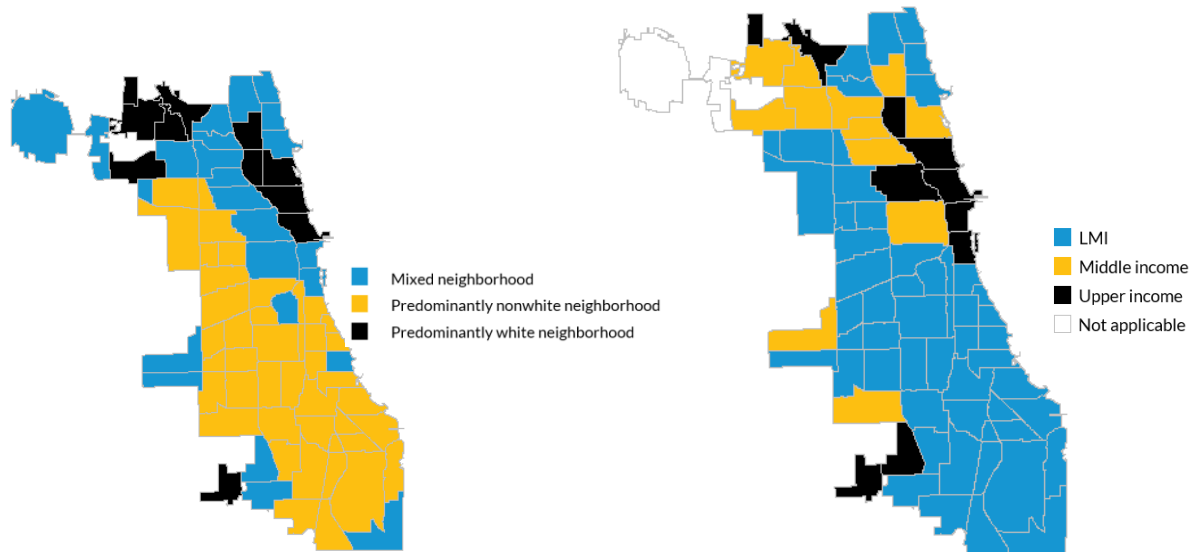 Mixed neighborhood
Predominantly nonwhite neighborhood
Predominantly white neighborhood
LMI
Middle income
Upper income
Not applicable